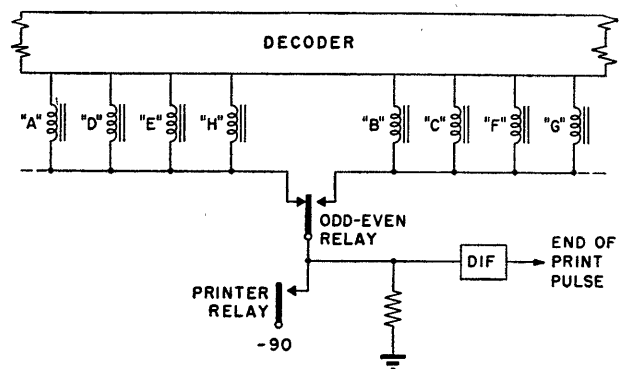 DECODER
"A" "D" "E" "H" "B" "C" "F" "G"
ODD-EVEN
RELAY
PRINTER
RELAY
-90
DIF
END OF
PRINT
PULSE